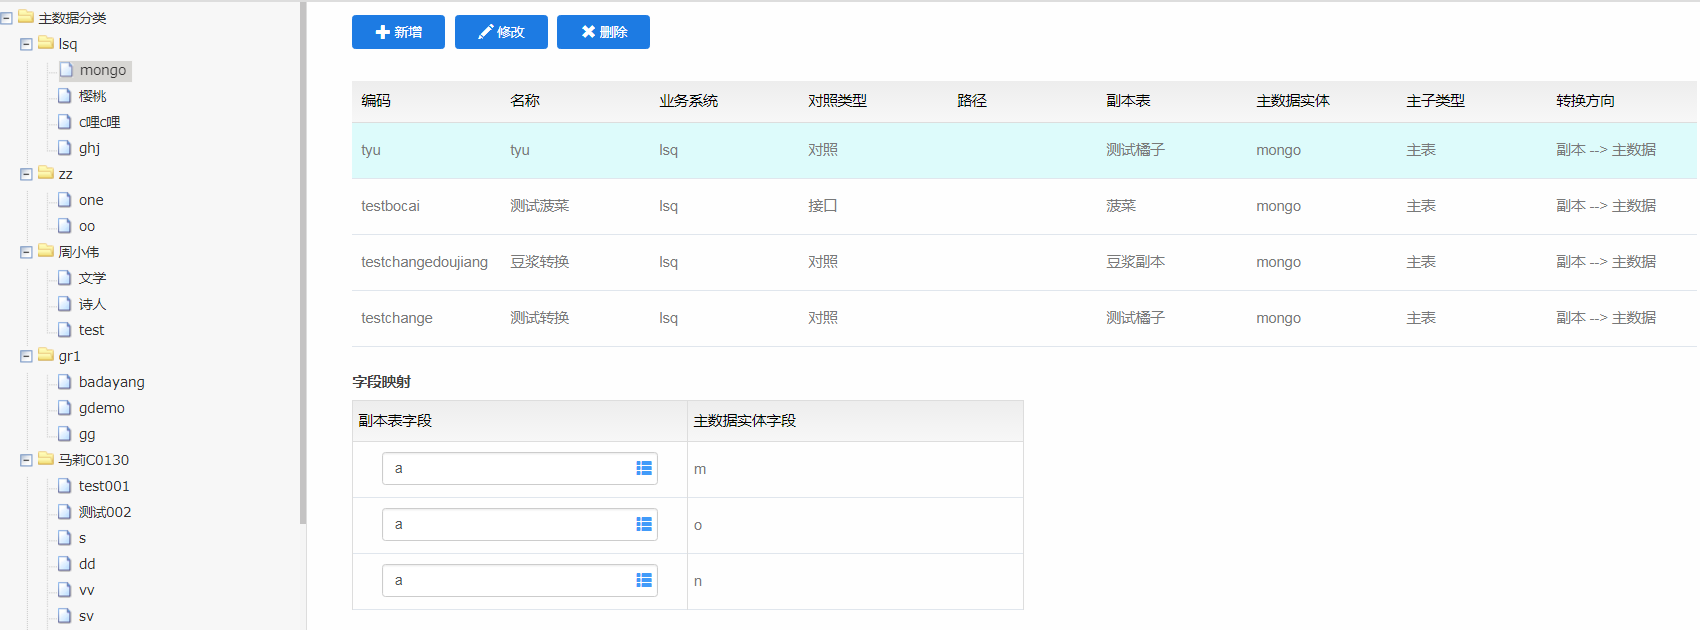 主数据分类
lsq
mongo
樱桃
c哩c哩
ghj
zz
one
oo
周小伟
文学
诗人
test
gr1
badayang
gdemo
gg
马莉C0130
test001
测试002
s
dd
vv
sv
新增 修改 删除
编码 名称 业务系统 对照类型 路径 副本表 主数据实体 主子类型 转换方向
tyu tyu lsq 对照 测试橘子 mongo 主表 副本 --> 主数据
testbocai 测试菠菜 lsq 接口 菠菜 mongo 主表 副本 --> 主数据
testchangedoujiang 豆浆转换 lsq 对照 豆浆副本 mongo 主表 副本 --> 主数据
testchange 测试转换 lsq 对照 测试橘子 mongo 主表 副本 --> 主数据
字段映射
副本表字段 主数据实体字段
a m
a o
a n